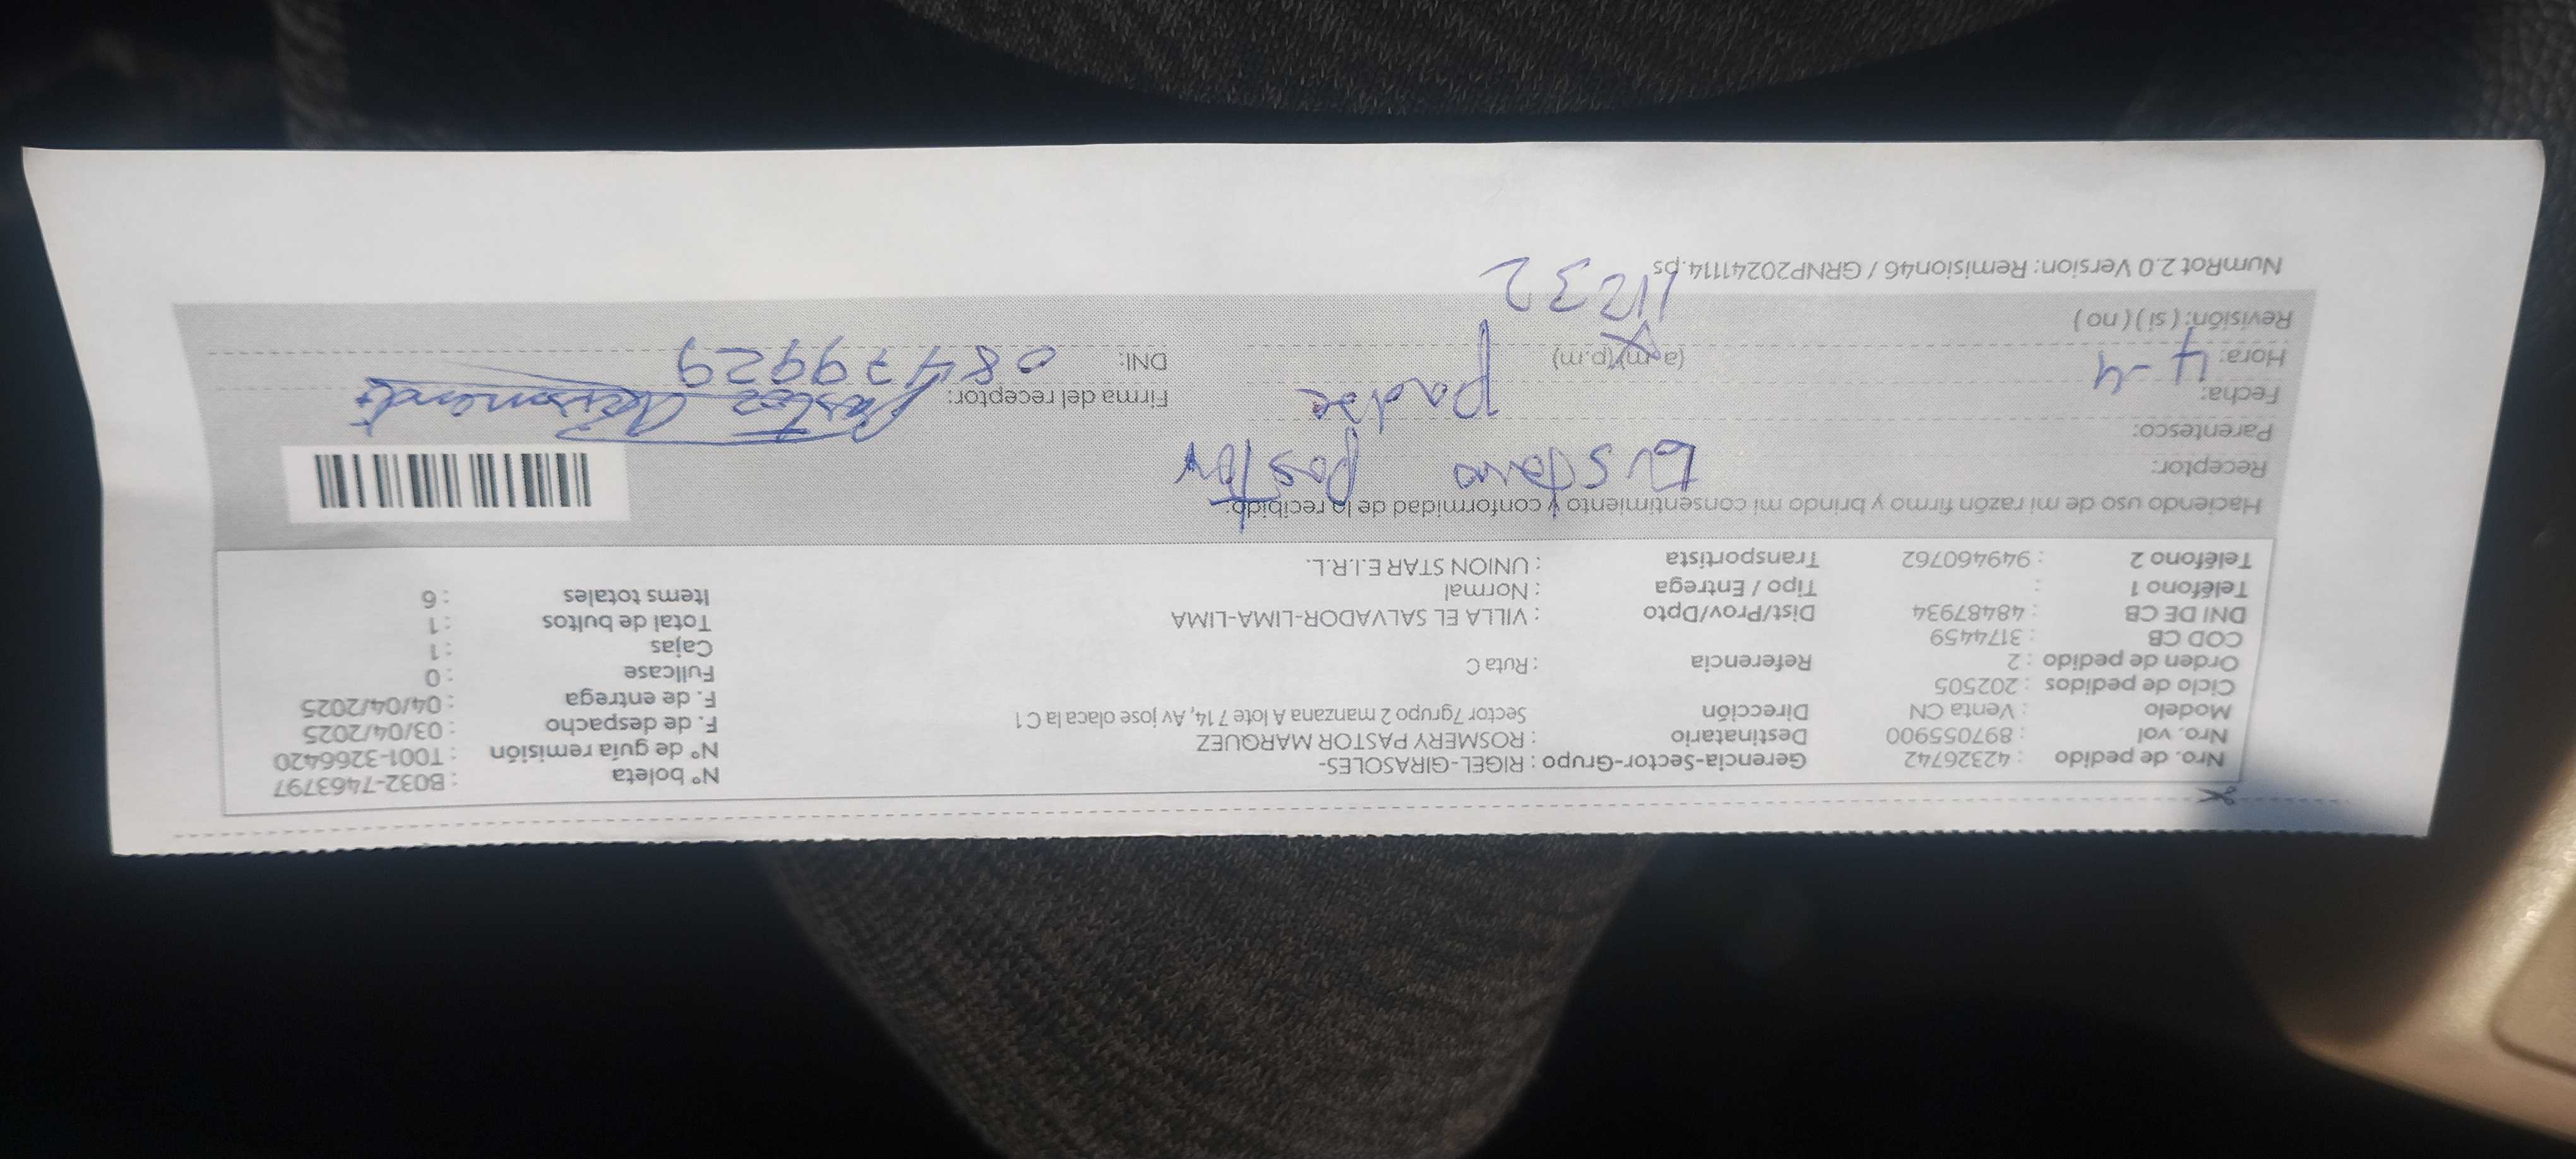 Nro. de pedido : 42326742 Gerencia-Sector-Grupo : RIGEL-GIRASOLES- N° boleta : B032-7463797
Nro. vol : 897055900 Destinatario : ROSMERY PASTOR MARQUEZ N° de guía remisión : T001-3266420
Modelo : Venta CN Dirección Sector 7grupo 2 manzana A lote 7 14, Av jose olaca la C1 F. de despacho : 03/04/2025
Ciclo de pedidos : 202505 F. de entrega : 04/04/2025
Orden de pedido : 2 Referencia : Ruta C Fullcase : 0
COD CB : 3174459 Cajas : 1
DNI DE CB : 48487934 Dist/Prov/Dpto : VILLA EL SALVADOR-LIMA-LIMA Total de bultos : 1
Teléfono 1 : Tipo / Entrega : Normal Items totales : 6
Teléfono 2 : 949460762 Transportista : UNION STAR E.I.R.L.
Haciendo uso de mi razón firmo y brindo mi consentimiento y conformidad de lo recibido:
Receptor: pastor
Parentesco: padre
Fecha: 4-4 Firma del receptor:
Hora: (a.m)(p.m) DNI: 08479929
Revisión: ( si ) ( no )
NumRot 2.0 Version: Remision46 / GRNP20241114.ps